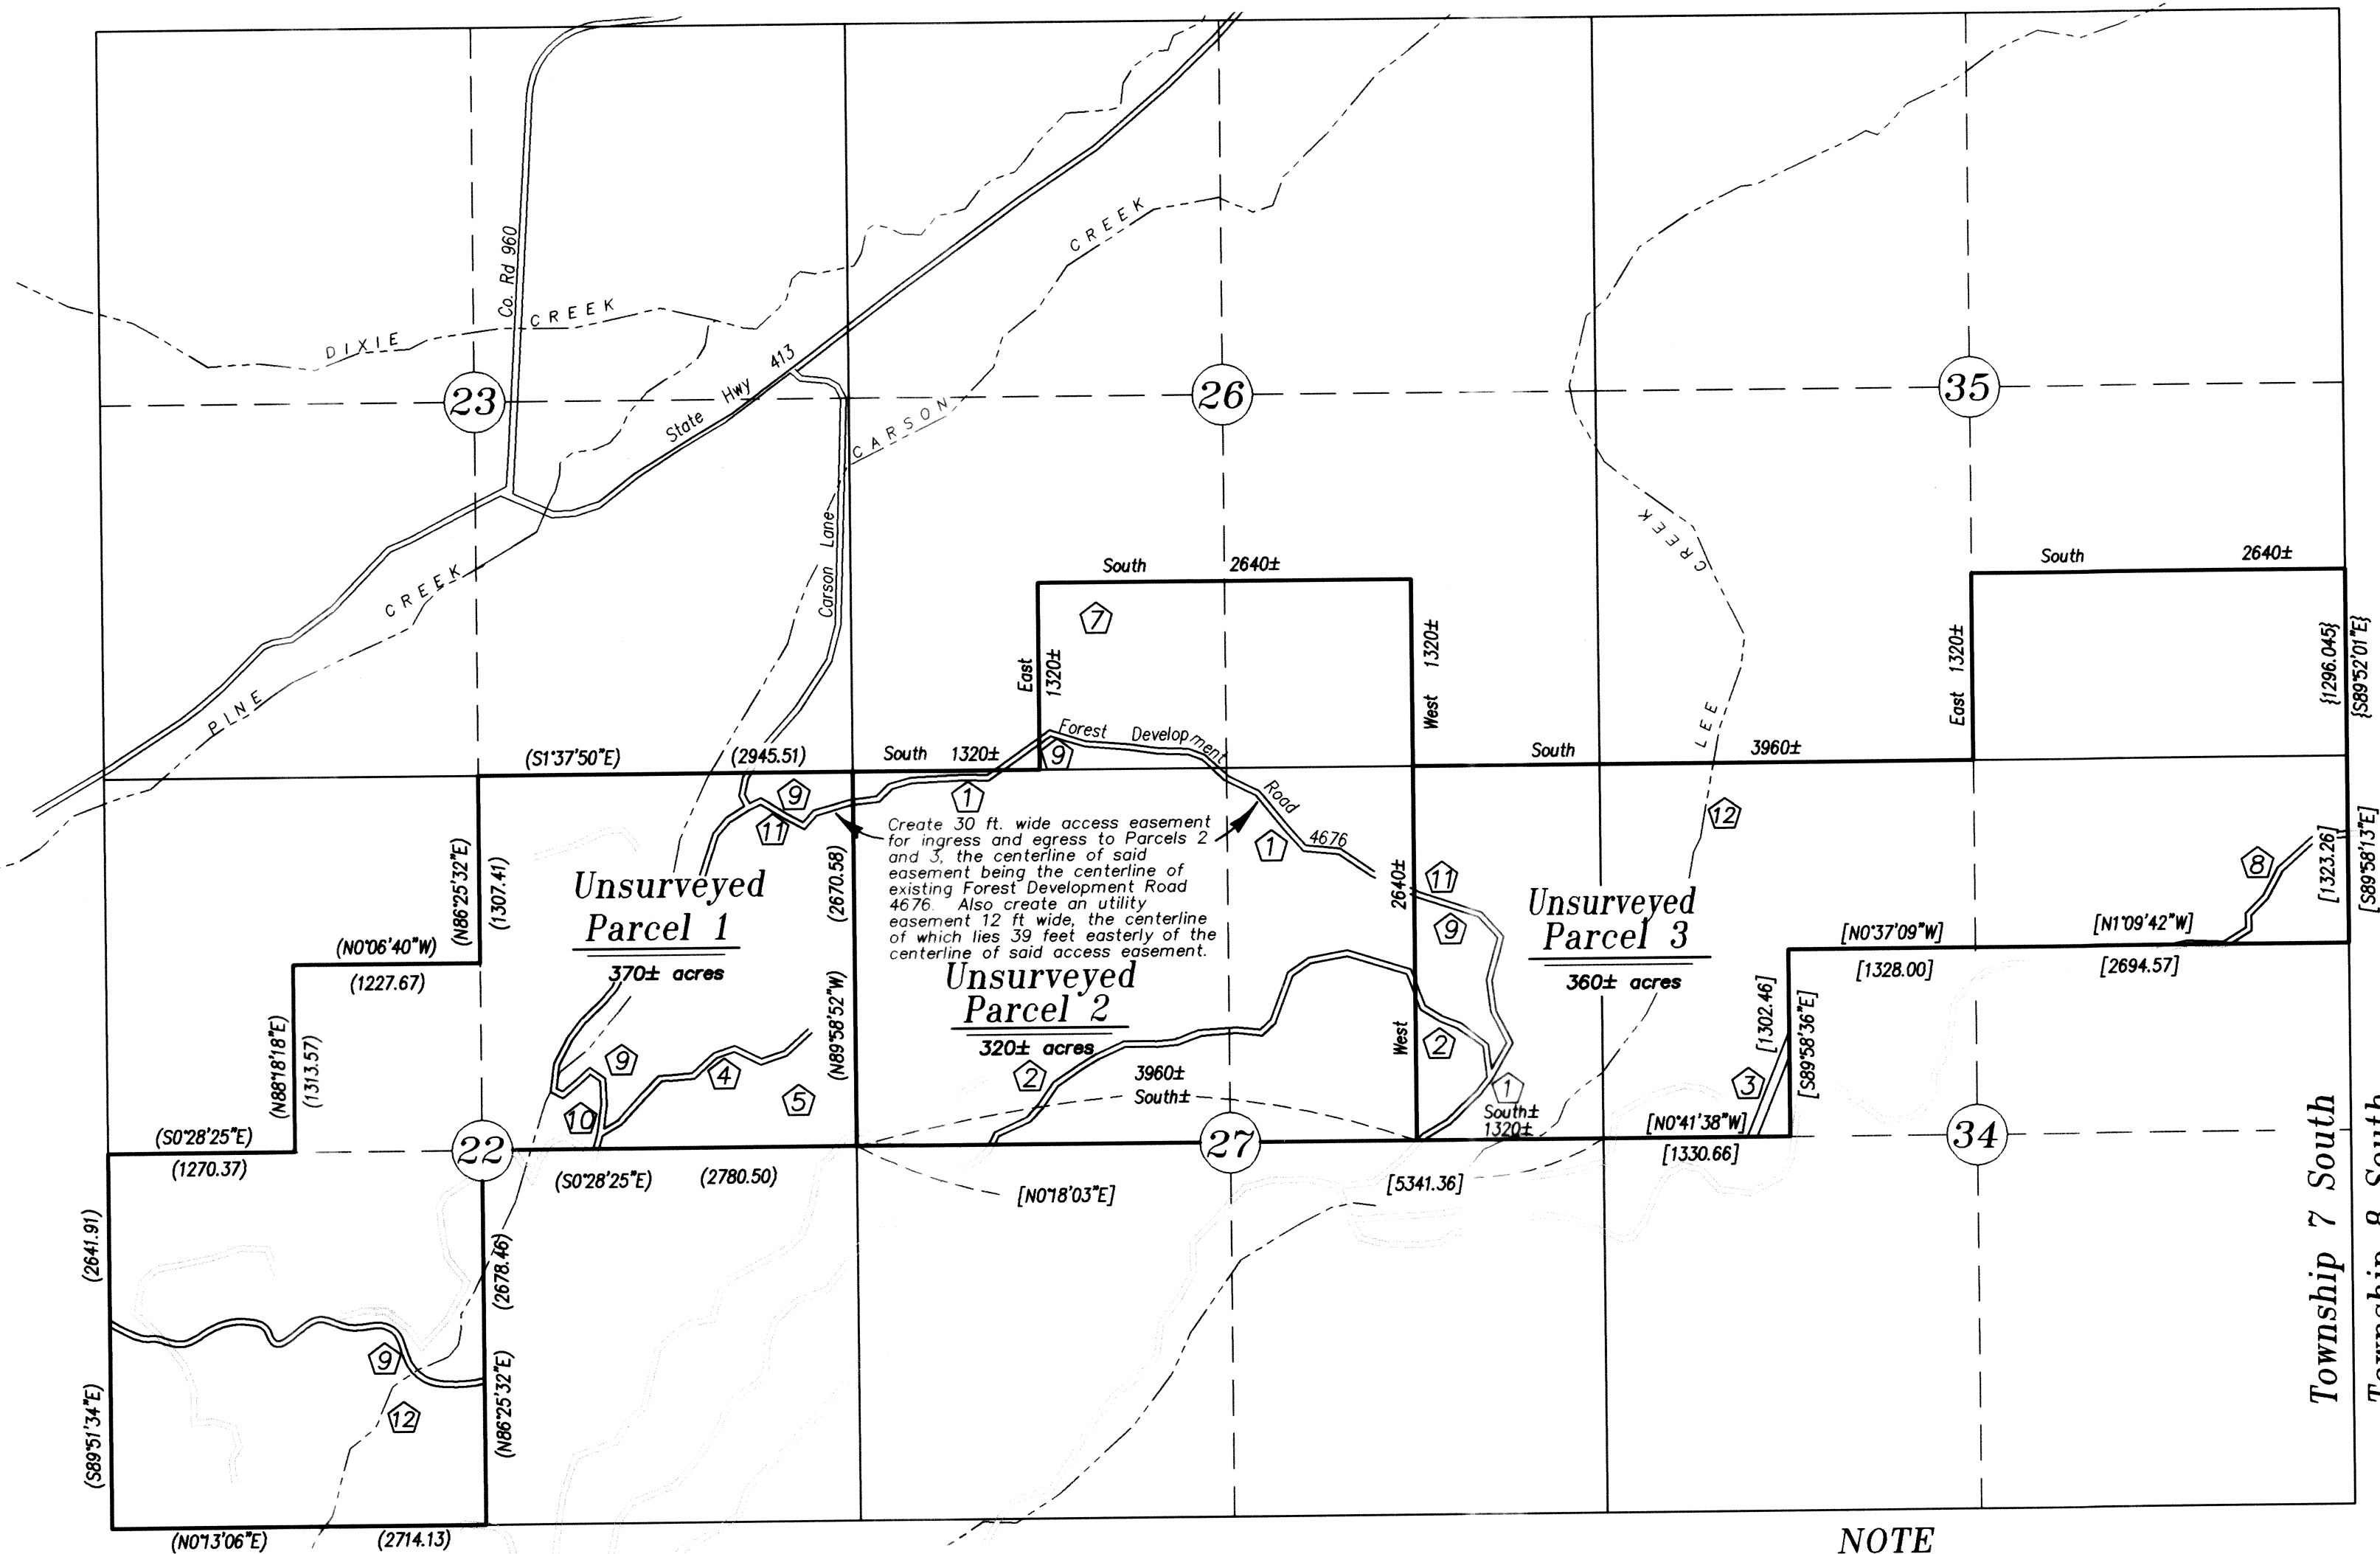 Co. Rd 960
DIXIE CREEK
State Hwy 413
CARSON CREEK
23
26
35
PINE CREEK
Carson Lane
LEE CREEK
South 2640±
South 2640±
7
East 1320±
West 1320±
East 1320±
{1296.045}
{S89°52'01"E}
(S1°37'50"E) (2945.51)
South 1320±
9
Forest Development Road 4676
South 3960±
9
11
1
1
12
8
Create 30 ft. wide access easement
for ingress and egress to Parcels 2
and 3, the centerline of said
easement being the centerline of
existing Forest Development Road
4676. Also create an utility
easement 12 ft wide, the centerline
of which lies 39 feet easterly of the
centerline of said access easement.
(N86°25'32"E)
(1307.41)
(2670.58)
(N89°58'52"W)
2640±
West
11
9
[1323.26]
[S89°58'13"E]
Unsurveyed
Parcel 1
370± acres
Unsurveyed
Parcel 2
320± acres
Unsurveyed
Parcel 3
360± acres
(N0°06'40"W)
(1227.67)
[N0°37'09"W]
[1328.00]
[N1°09'42"W]
[2694.57]
(N88°18'18"E)
(1313.57)
[1302.46]
[S89°58'36"E]
9
4
5
10
2
3960±
South±
2
1
South±
1320±
3
[N0°41'38"W]
[1330.66]
(S0°28'25"E)
(1270.37)
22
27
34
(S0°28'25"E) (2780.50)
[N0°18'03"E]
[5341.36]
(2641.91)
(S89°51'34"E)
(2678.46)
(N86°25'32"E)
9
12
(N0°13'06"E) (2714.13)
Township 7 South
Township 8 South
NOTE